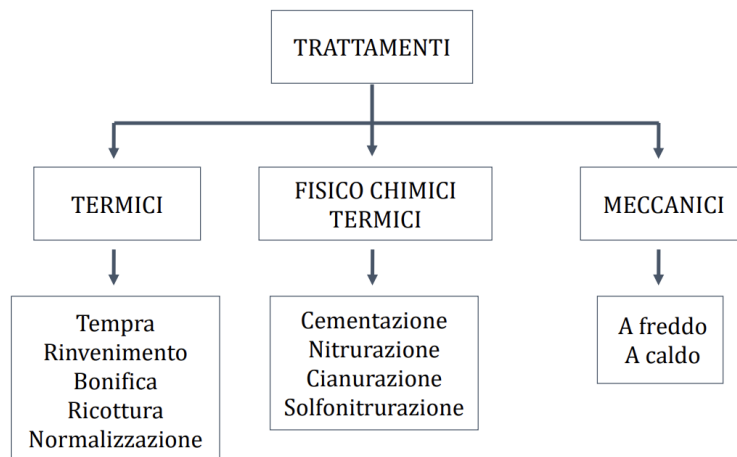 TRATTAMENTI
TERMICI
FISICO CHIMICI
TERMICI
MECCANICI
Tempra
Rinvenimento
Bonifica
Ricottura
Normalizzazione
Cementazione
Nitrurazione
Cianurazione
Solfonitrurazione
A freddo
A caldo